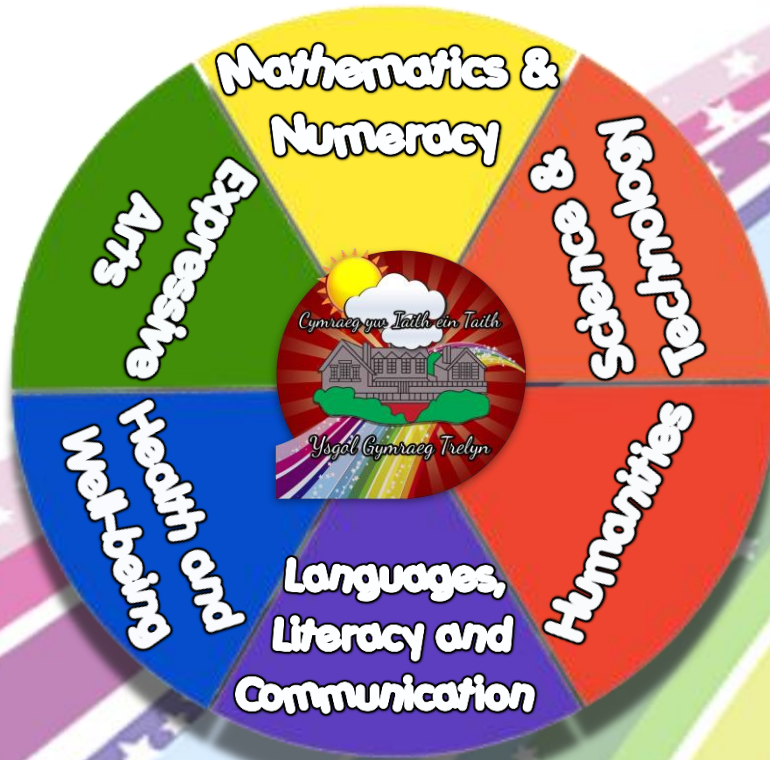 Mathematics &
Numeracy
Science &
Technology
Humanities
Languages,
Literacy and
Communication
Health and
Well-being
Expressive
Arts
Cymraeg yw Iaith ein Taith
Ysgol Gymraeg Trelyn